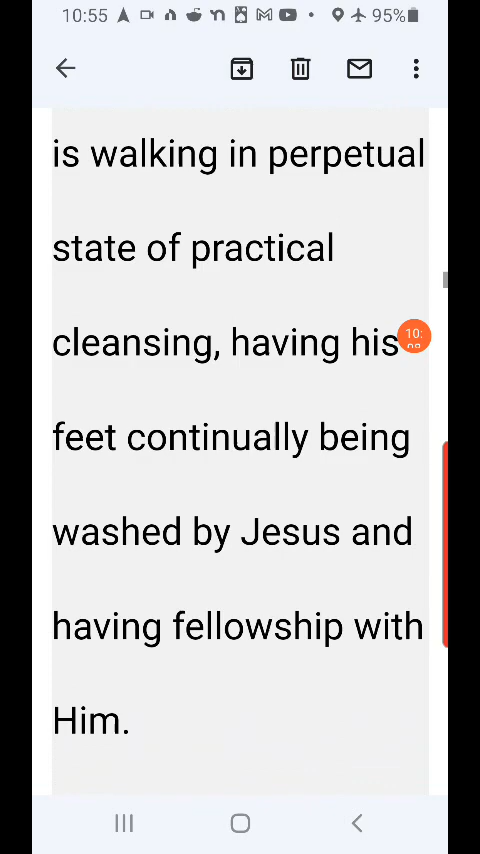 10:55 95%
is walking in perpetual
state of practical
cleansing, having his
10:
feet continually being
washed by Jesus and
having fellowship with
Him.